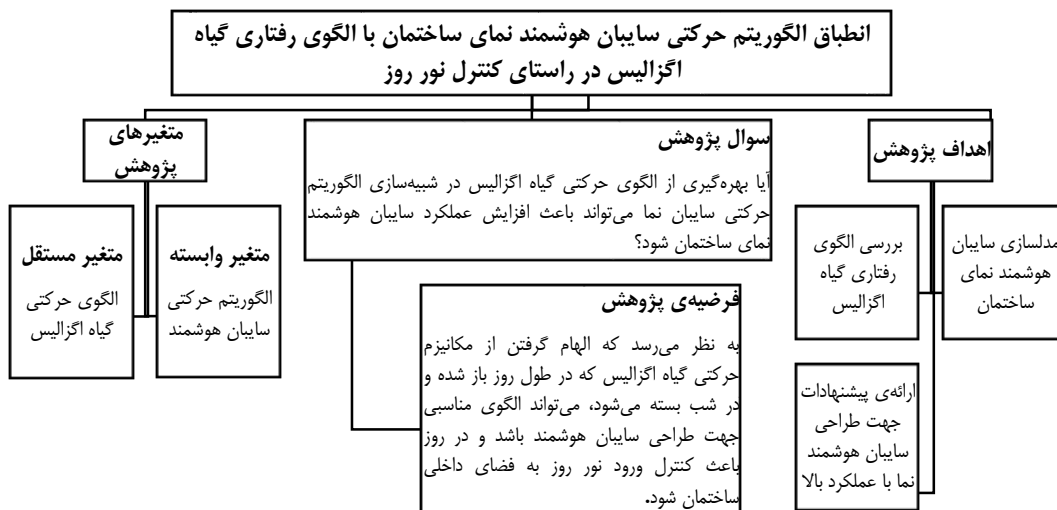 انطباق الگوریتم حرکتی سایبان هوشمند نمای ساختمان با الگوی رفتاری گیاه
اگزالیس در راستای کنترل نور روز
اهداف پژوهش
مدلسازی سایبان
هوشمند نمای
ساختمان
بررسی الگوی
رفتاری گیاه
اگزالیس
ارائه‌ی پیشنهادات
جهت طراحی
سایبان هوشمند
نما با عملکرد بالا
سوال پژوهش
آیا بهره‌گیری از الگوی حرکتی گیاه اگزالیس در شبیه‌سازی الگوریتم
حرکتی سایبان نما می‌تواند باعث افزایش عملکرد سایبان هوشمند
نمای ساختمان شود؟
فرضیه‌ی پژوهش
به نظر می‌رسد که الهام گرفتن از مکانیزم
حرکتی گیاه اگزالیس که در طول روز باز شده و
در شب بسته می‌شود، می‌تواند الگوی مناسبی
جهت طراحی سایبان هوشمند باشد و در روز
باعث کنترل ورود نور روز به فضای داخلی
ساختمان شود.
متغیرهای
پژوهش
متغیر وابسته
الگوریتم حرکتی
سایبان هوشمند
متغیر مستقل
الگوی حرکتی
گیاه اگزالیس